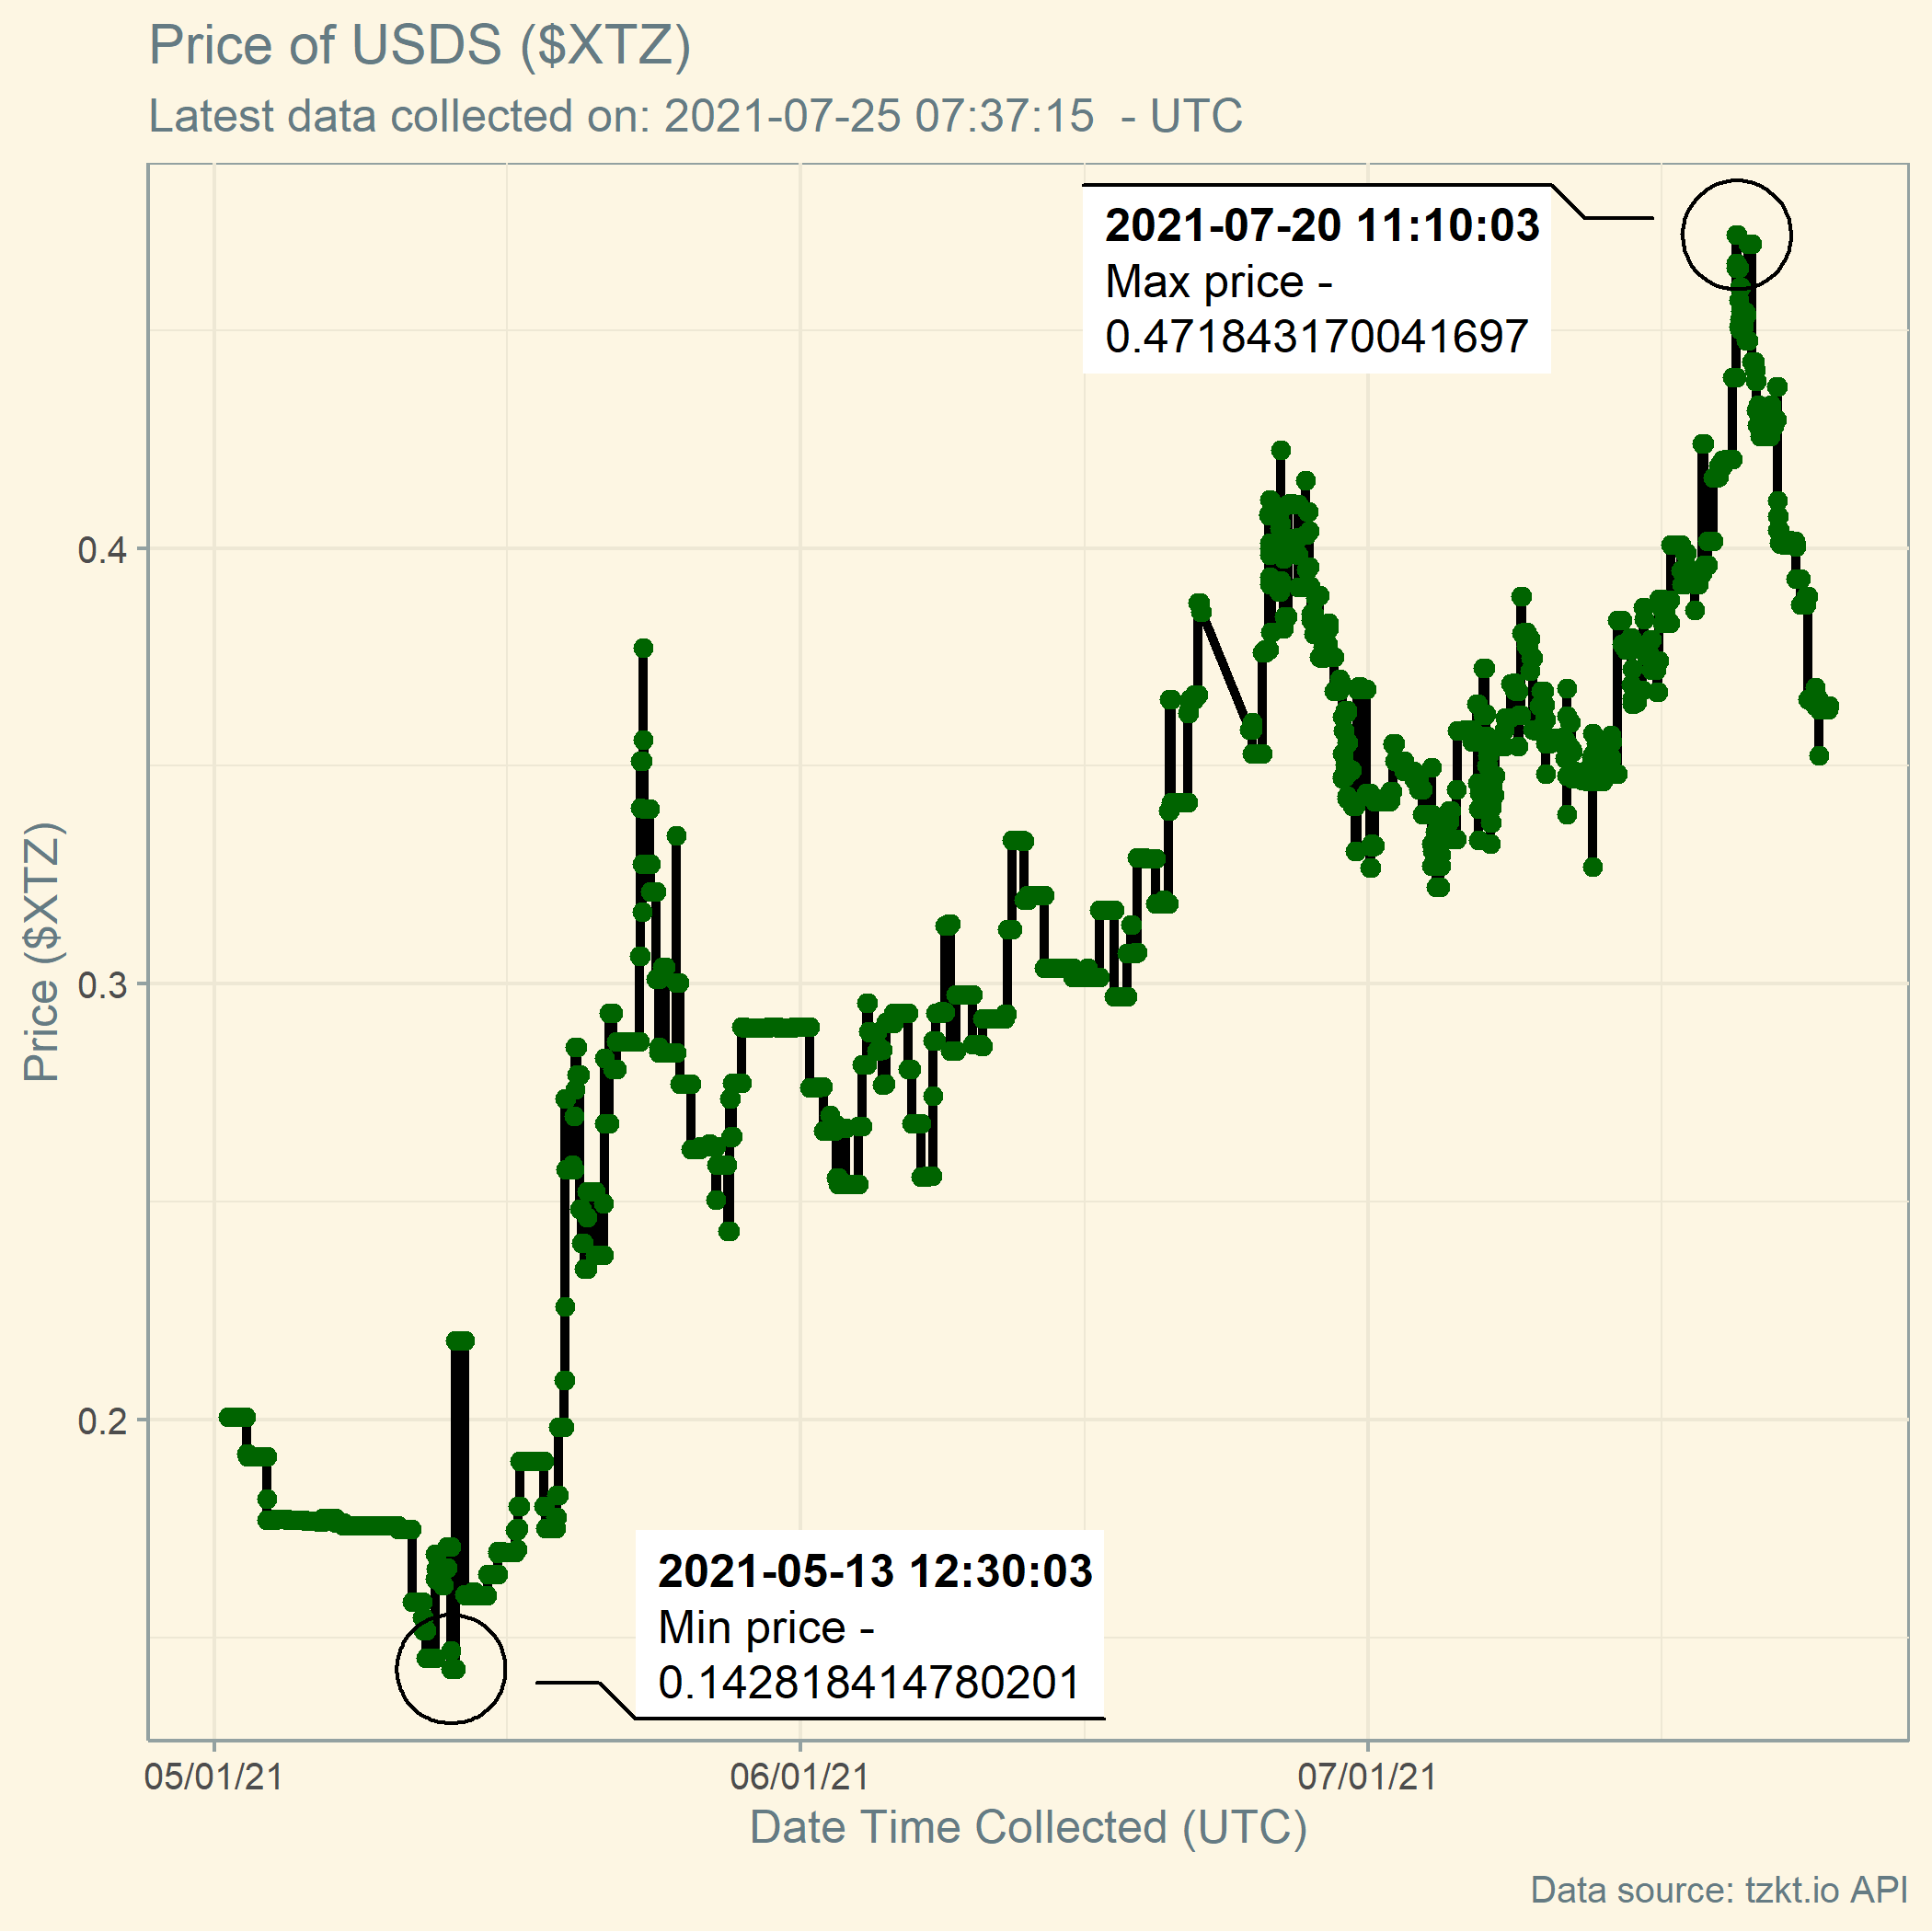 Price of USDS ($XTZ)
Latest data collected on: 2021-07-25 07:37:15  - UTC
2021-07-20 11:10:03
Max price -
0.471843170041697
0.4
0.3
0.2
Price ($XTZ)
2021-05-13 12:30:03
Min price -
0.142818414780201
05/01/21
06/01/21
07/01/21
Date Time Collected (UTC)
Data source: tzkt.io API